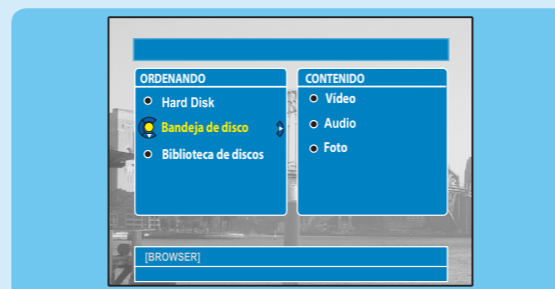 ORDENANDO
Hard Disk
Bandeja de disco
Biblioteca de discos
CONTENIDO
Vídeo
Audio
Foto
[BROWSER]